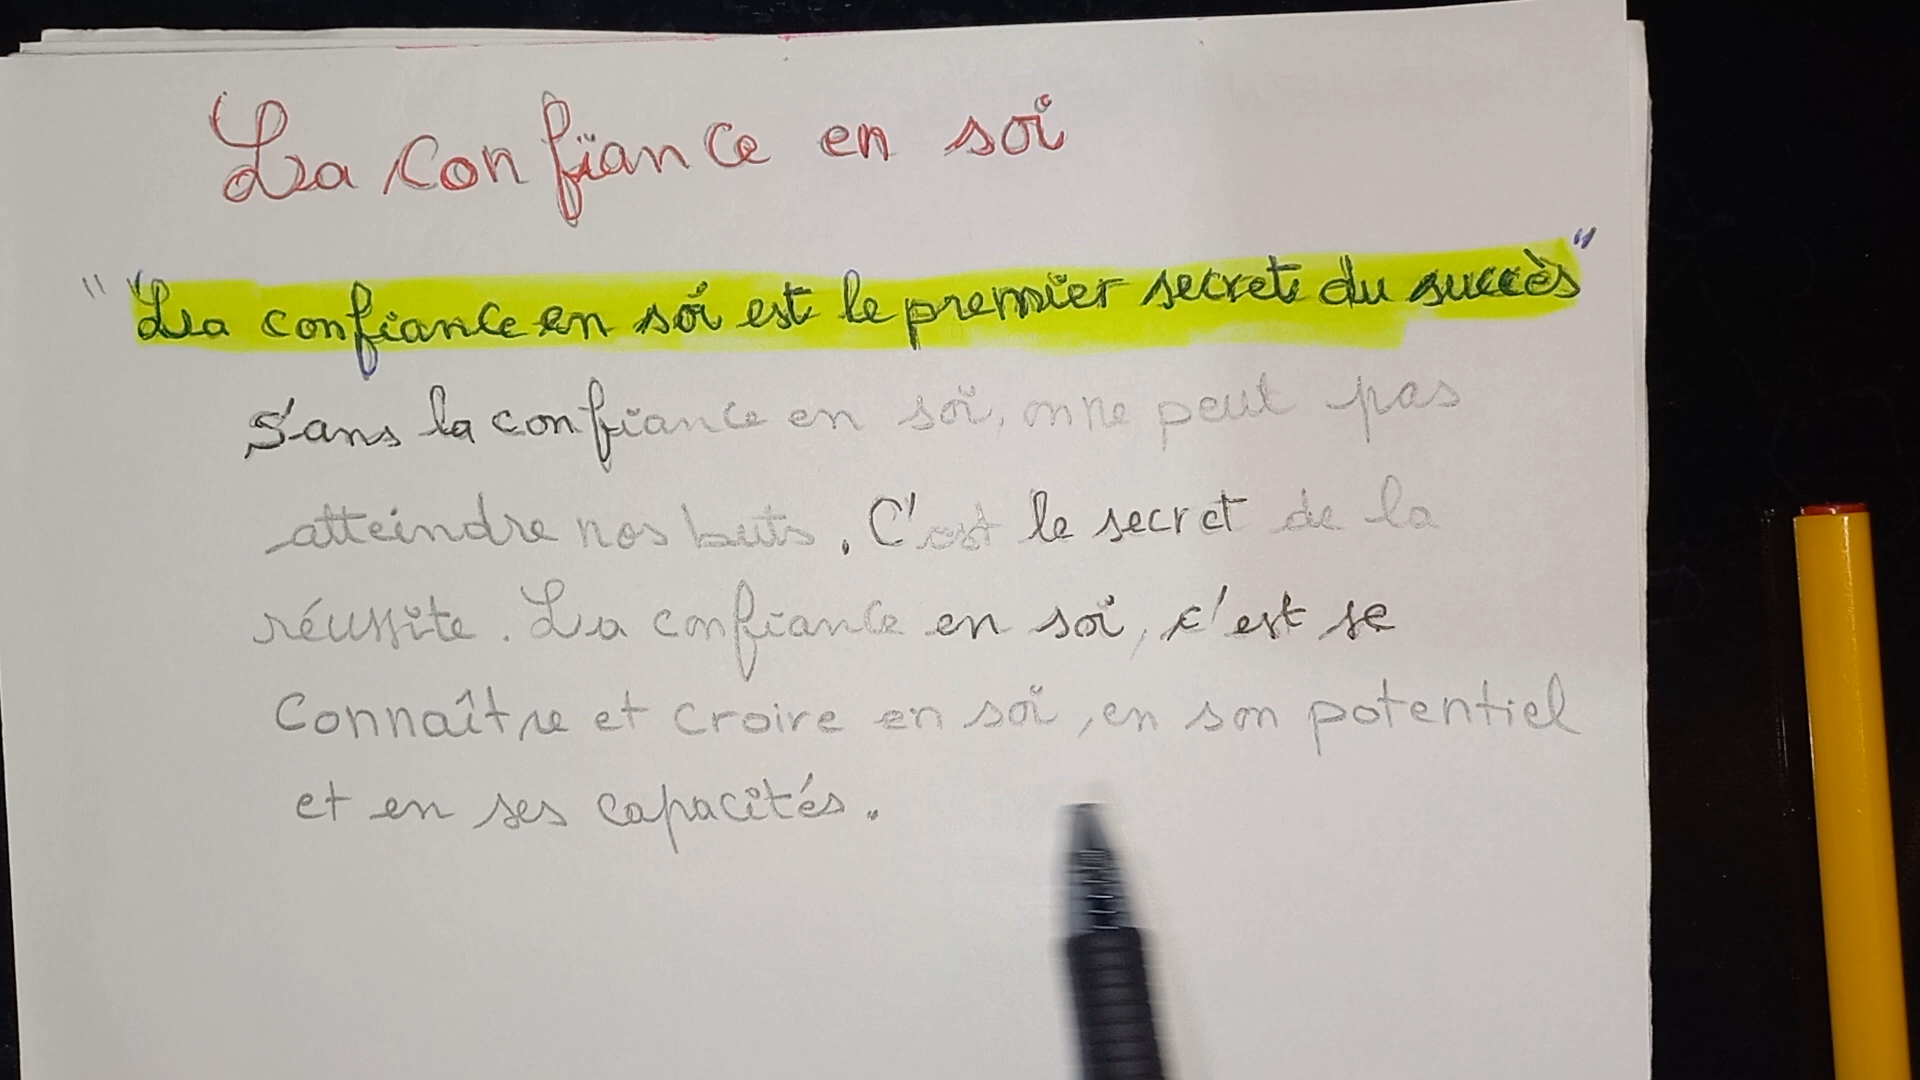 La confiance en soi
" La confiance en soi est le premier secret du succès "
Sans la confiance en soi, on ne peut pas
atteindre nos buts. C'est le secret de la
réussite. La confiance en soi, c'est se
connaître et croire en soi, en son potentiel
et en ses capacités.